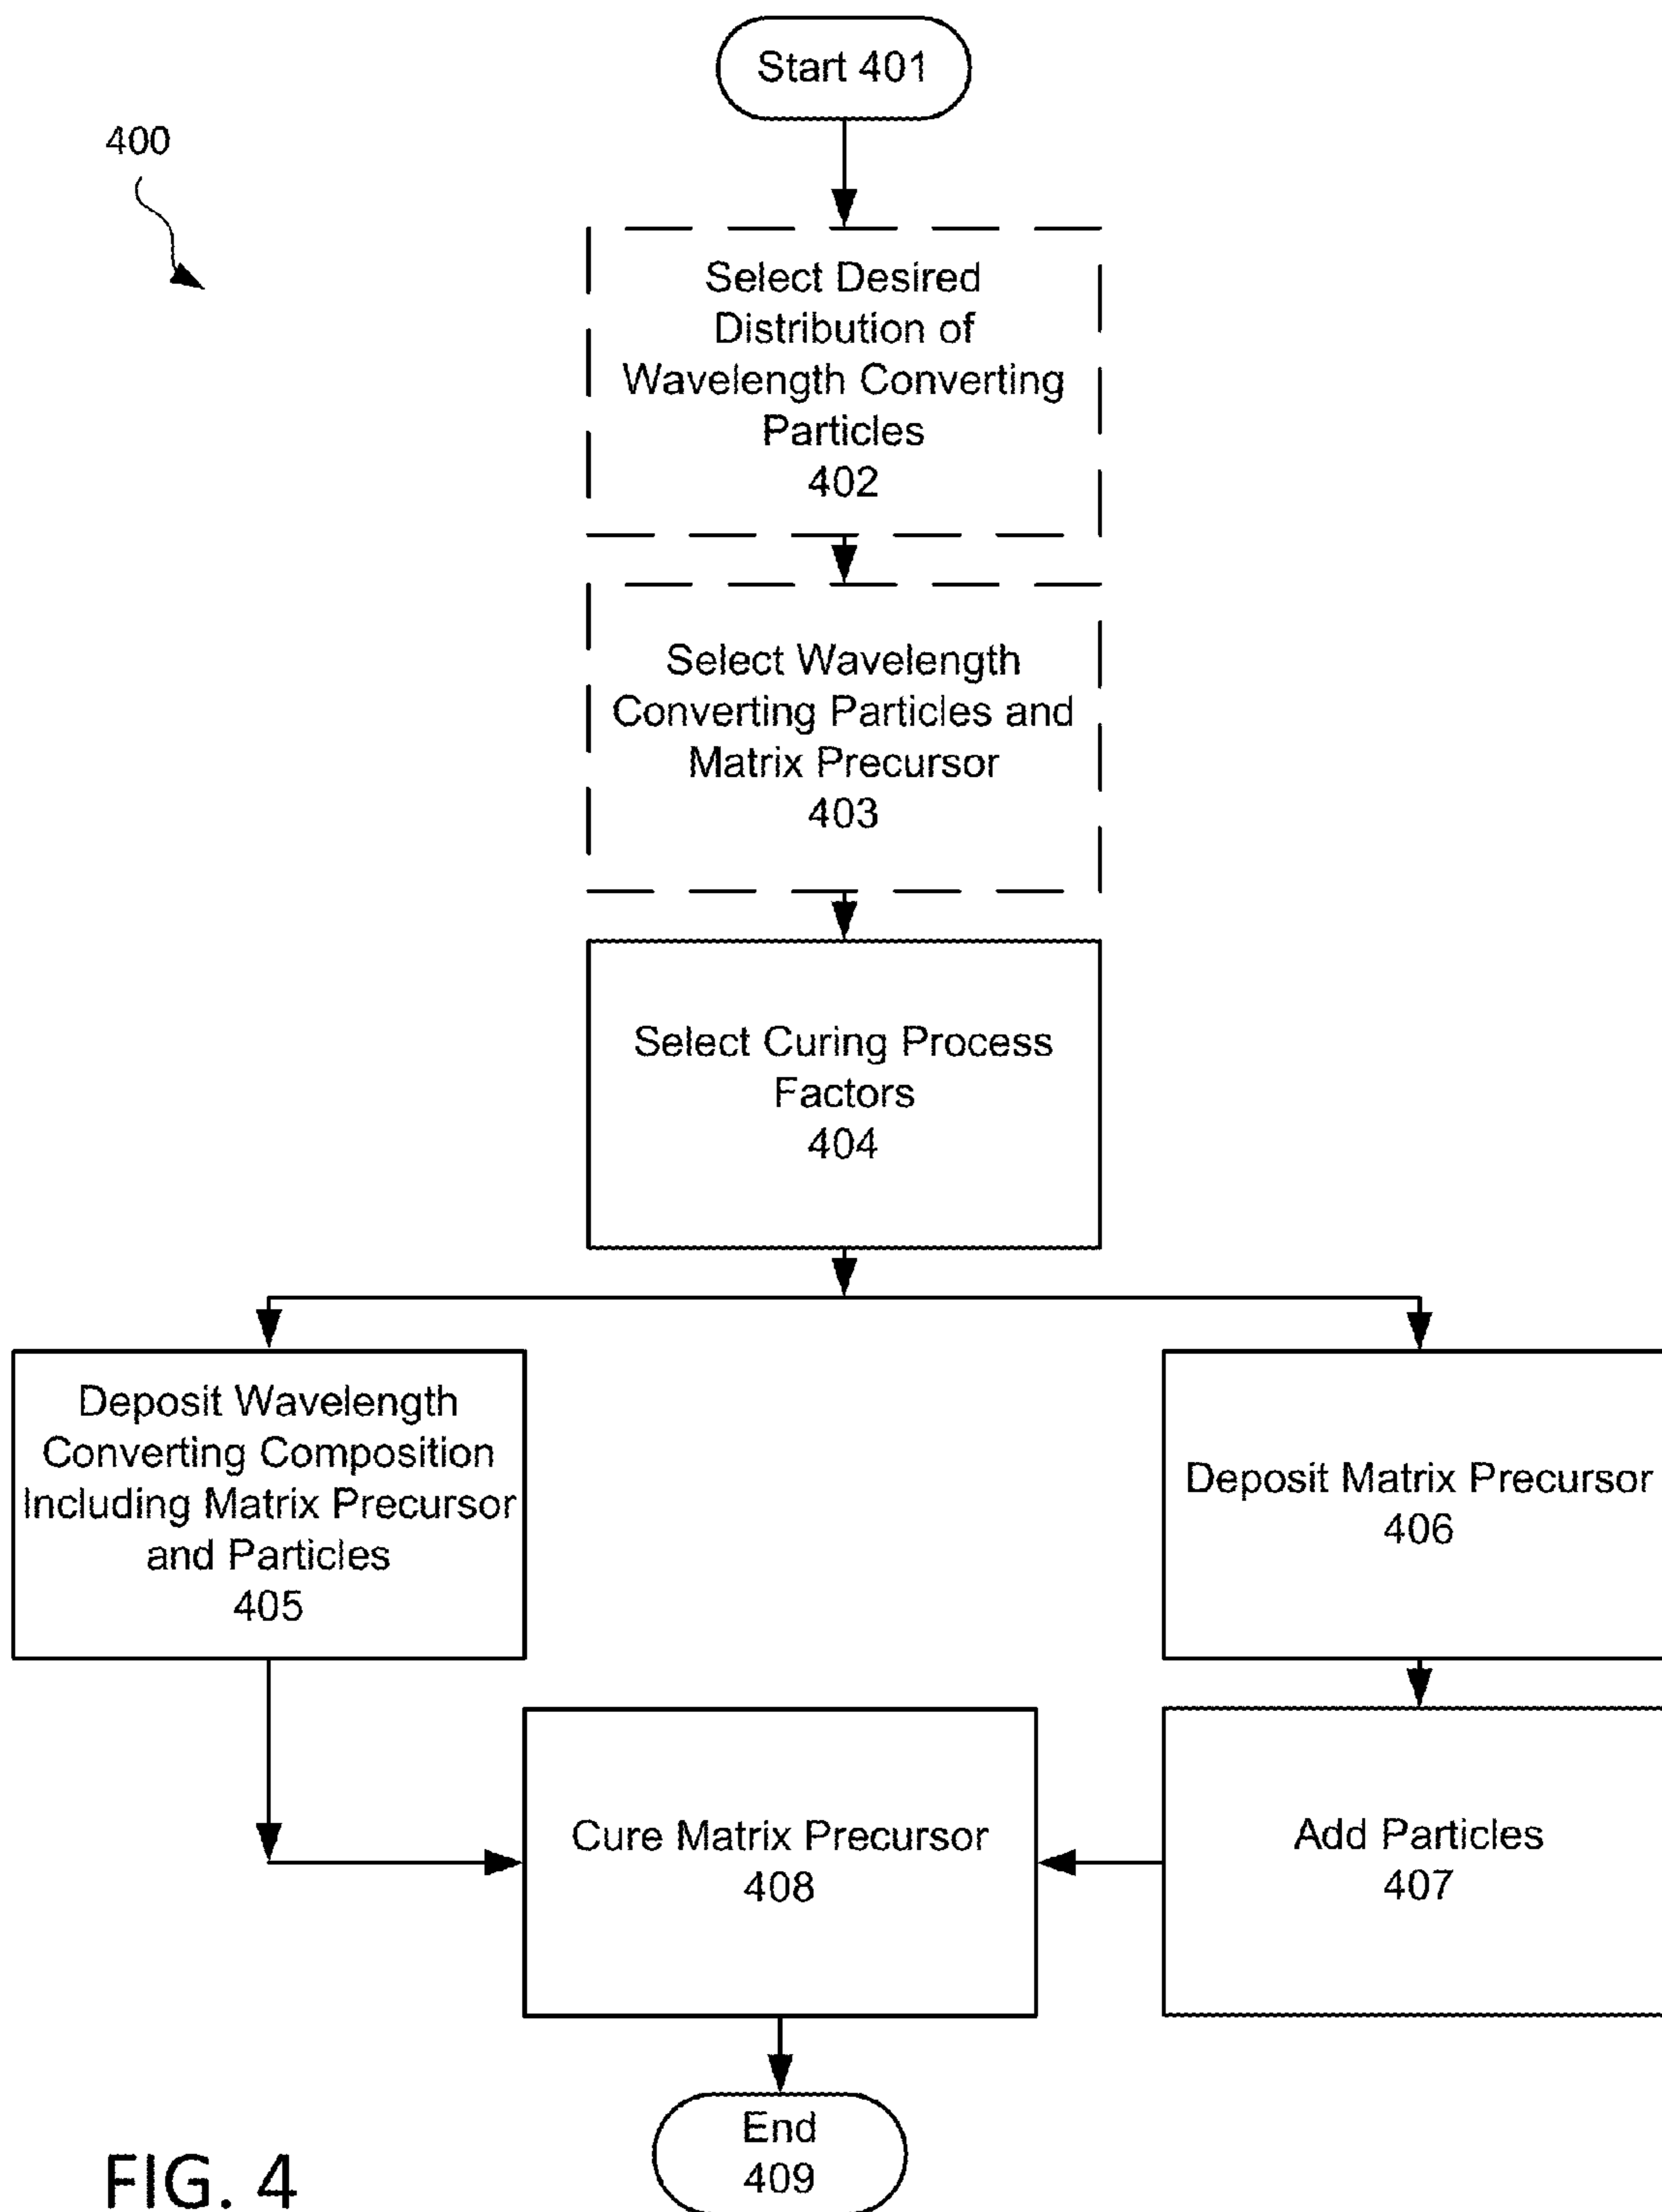 Start 401
400
Select Desired
Distribution of
Wavelength Converting
Particles
402
Select Wavelength
Converting Particles and
Matrix Precursor
403
Select Curing Process
Factors
404
Deposit Wavelength
Converting Composition
Including Matrix Precursor
and Particles
405
Deposit Matrix Precursor
406
Cure Matrix Precursor
408
Add Particles
407
End
409
FIG. 4